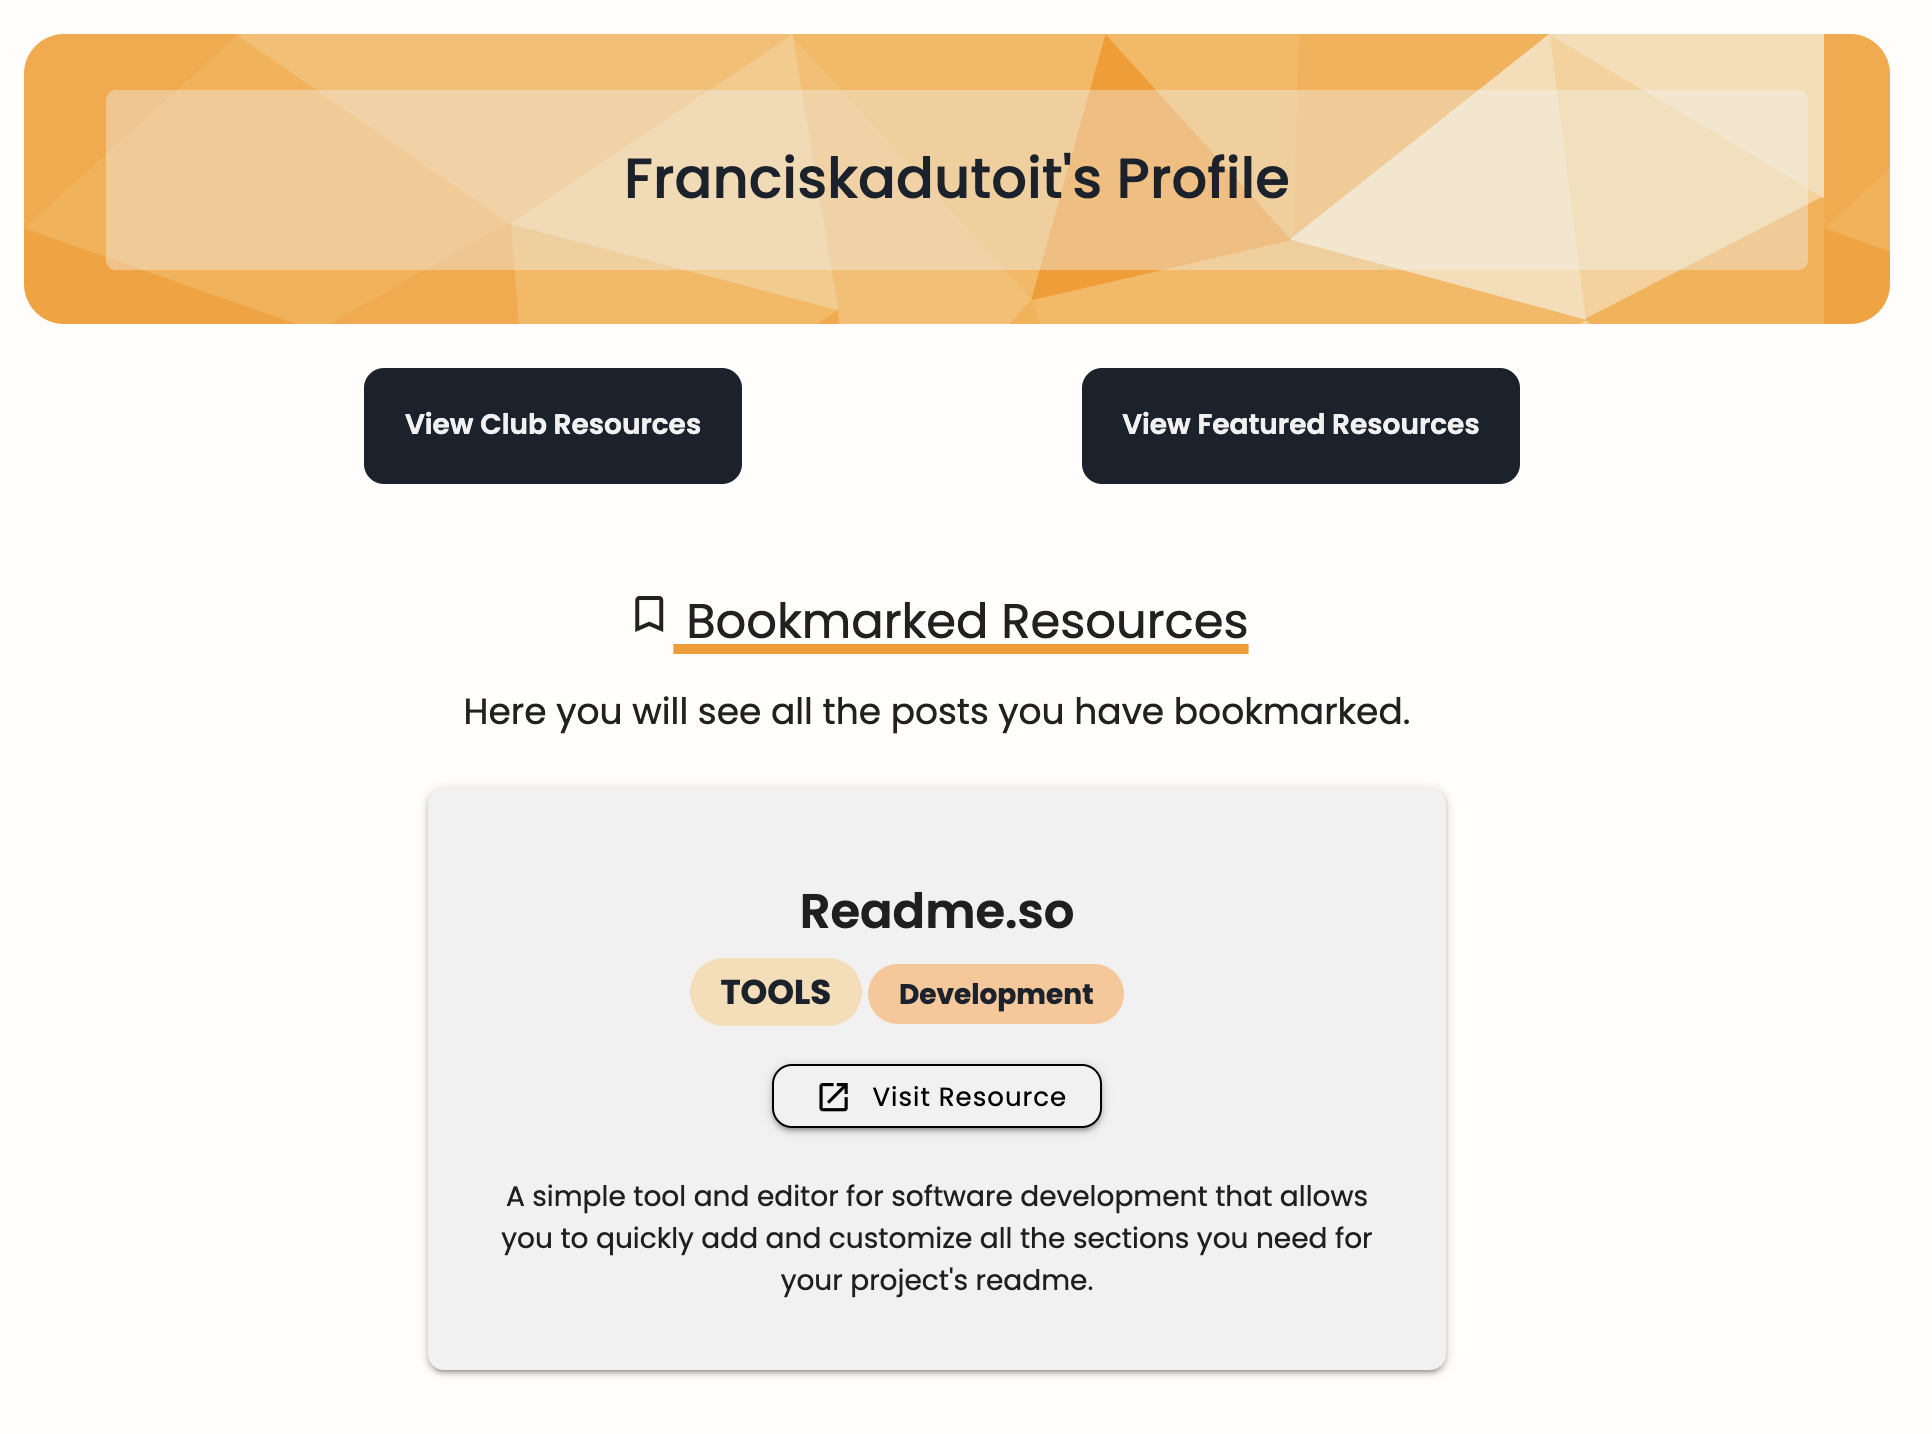 Franciskadutoit's Profile
View Club Resources
View Featured Resources
Bookmarked Resources
Here you will see all the posts you have bookmarked.
Readme.so
TOOLS
Development
Visit Resource
A simple tool and editor for software development that allows
you to quickly add and customize all the sections you need for
your project's readme.